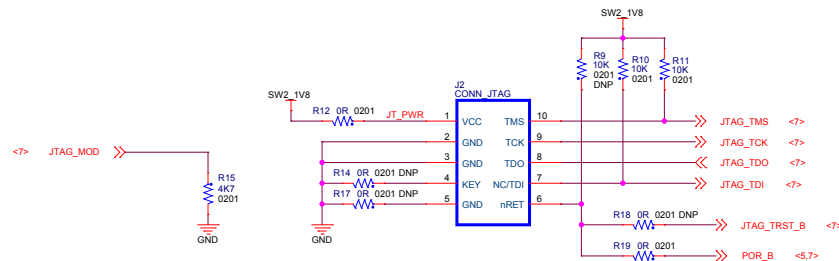 SW2_1V8
R9
10K
0201
DNP
R10
10K
0201
R11
10K
0201
J2
CONN_JTAG
SW2_1V8
R12 0R 0201
JT_PWR
1 VCC TMS 10
JTAG_TMS <7>
2 GND TCK 9
JTAG_TCK <7>
<7> JTAG_MOD
3 GND TDO 8
JTAG_TDO <7>
R14 0R 0201 DNP
4 KEY NC/TDI 7
JTAG_TDI <7>
R15
4K7
0201
R17 0R 0201 DNP
5 GND nRET 6
R18 0R 0201 DNP
JTAG_TRST_B <7>
GND
GND
R19 0R 0201
POR_B <5,7>